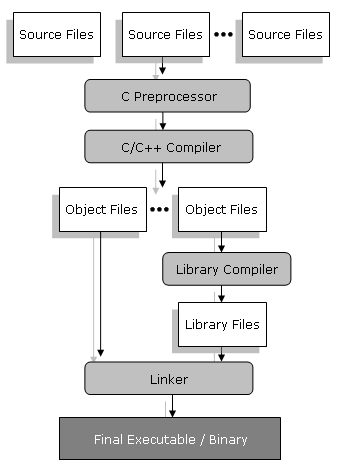 Source Files
Source Files
Source Files
C Preprocessor
C/C++ Compiler
Object Files
Object Files
Library Compiler
Library Files
Linker
Final Executable / Binary